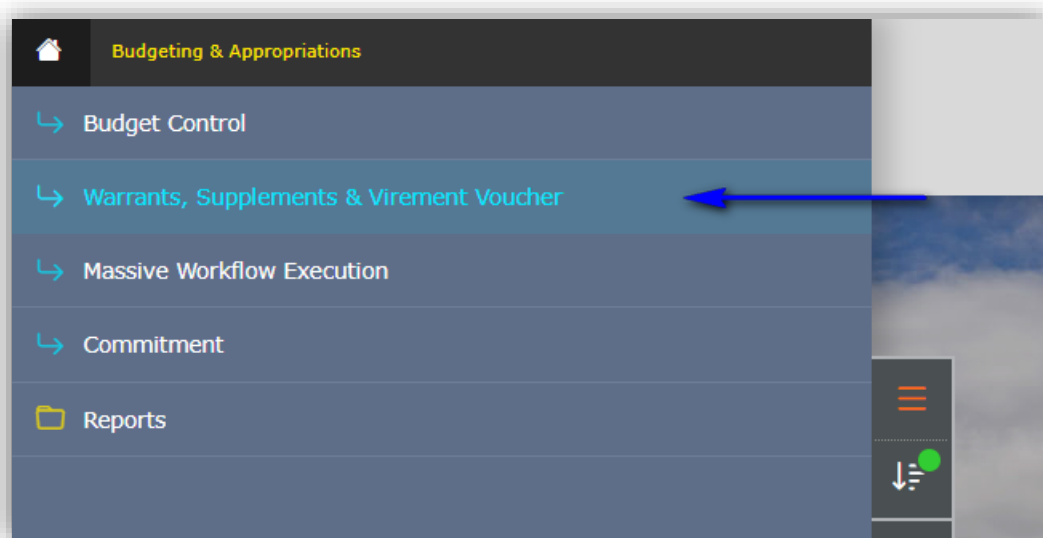 Budgeting & Appropriations
Budget Control
Warrants, Supplements & Virement Voucher
Massive Workflow Execution
Commitment
Reports